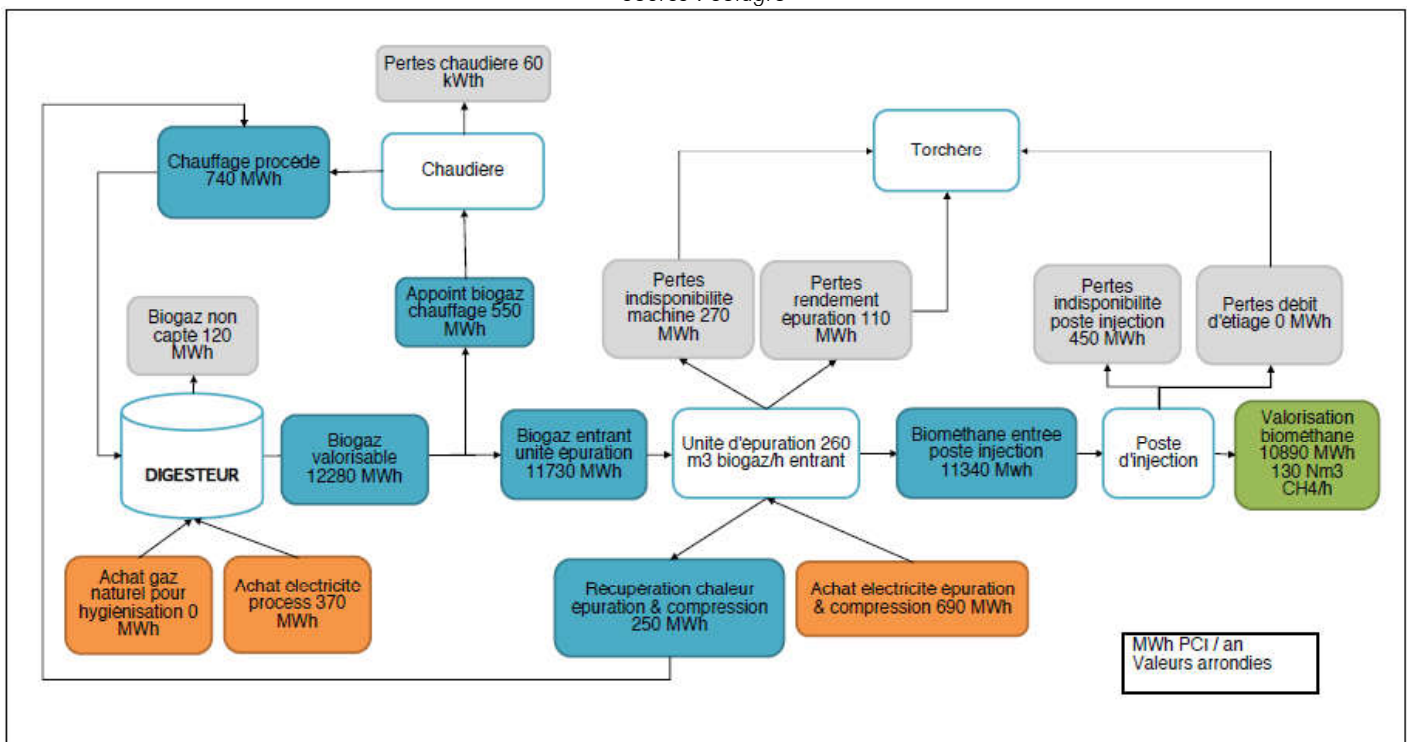 Pertes chaudière 60
kWth
Chauffage procédé
740 MWh
Chaudière
Torchère
Appoint biogaz
chauffage 550
MWh
Pertes
indisponibilité
machine 270
MWh
Pertes
rendement
épuration 110
MWh
Pertes
indisponibilité
poste injection
450 MWh
Pertes débit
d'étiage 0 MWh
Biogaz non
capté 120
MWh
DIGESTEUR
Biogaz
valorisable
12280 MWh
Biogaz entrant
unité épuration
11730 MWh
Unité d'épuration 260
m3 biogaz/h entrant
Biométhane entrée
poste injection
11340 Mwh
Poste
d'injection
Valorisation
biométhane
10890 MWh
130 Nm3
CH4/h
Achat gaz
naturel pour
hygiénisation 0
MWh
Achat électricité
process 370
MWh
Récupération chaleur
épuration & compression
250 MWh
Achat électricité épuration
& compression 690 MWh
MWh PCI / an
Valeurs arrondies